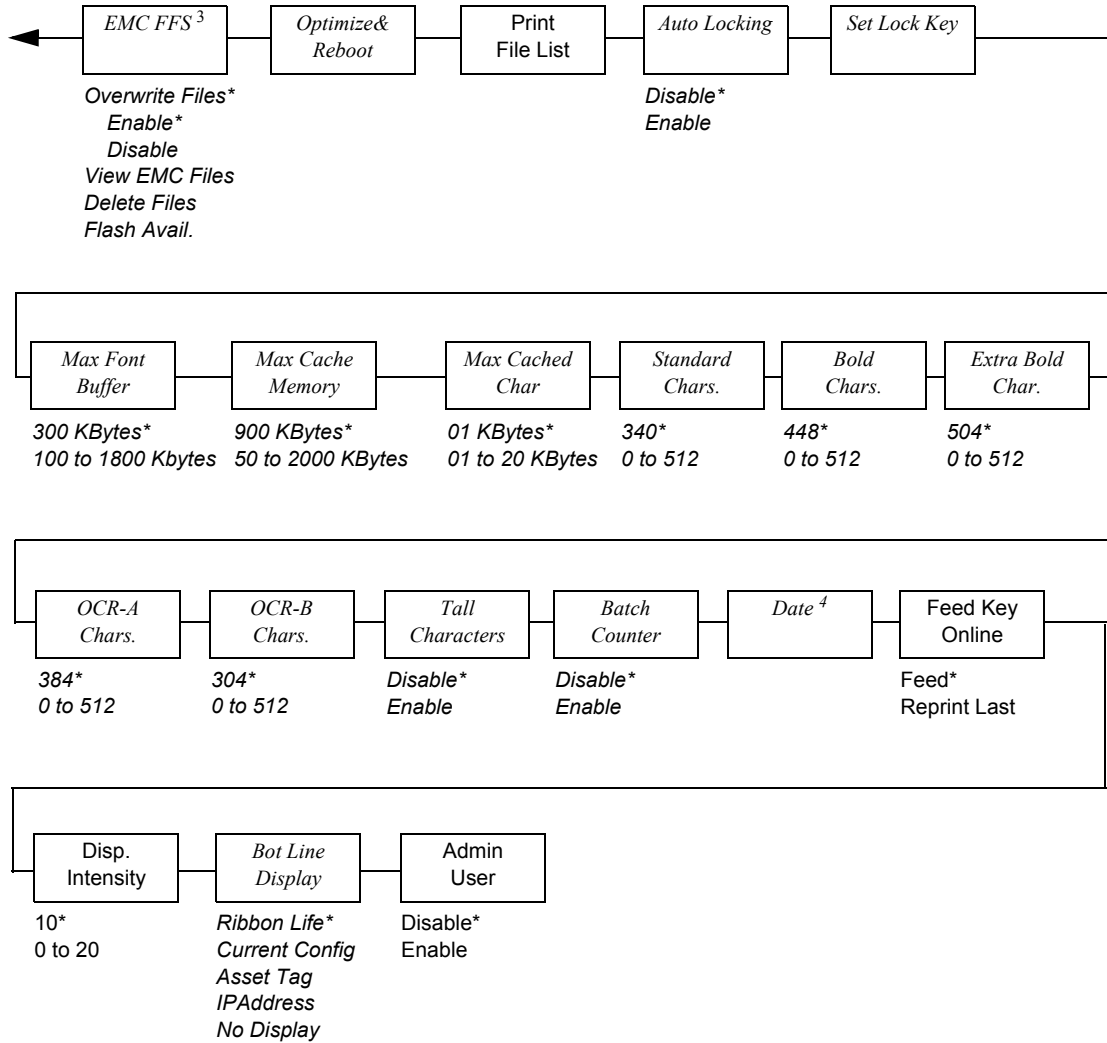 EMC FFS 3
Optimize&
Reboot
Print
File List
Auto Locking
Set Lock Key
Overwrite Files*
Enable*
Disable
View EMC Files
Delete Files
Flash Avail.
Disable*
Enable
Max Font
Buffer
Max Cache
Memory
Max Cached
Char
Standard
Chars.
Bold
Chars.
Extra Bold
Char.
300 KBytes*
100 to 1800 Kbytes
900 KBytes*
50 to 2000 KBytes
01 KBytes*
01 to 20 KBytes
340*
0 to 512
448*
0 to 512
504*
0 to 512
OCR-A
Chars.
OCR-B
Chars.
Tall
Characters
Batch
Counter
Date 4
Feed Key
Online
384*
0 to 512
304*
0 to 512
Disable*
Enable
Disable*
Enable
Feed*
Reprint Last
Disp.
Intensity
Bot Line
Display
Admin
User
10*
0 to 20
Ribbon Life*
Current Config
Asset Tag
IPAddress
No Display
Disable*
Enable